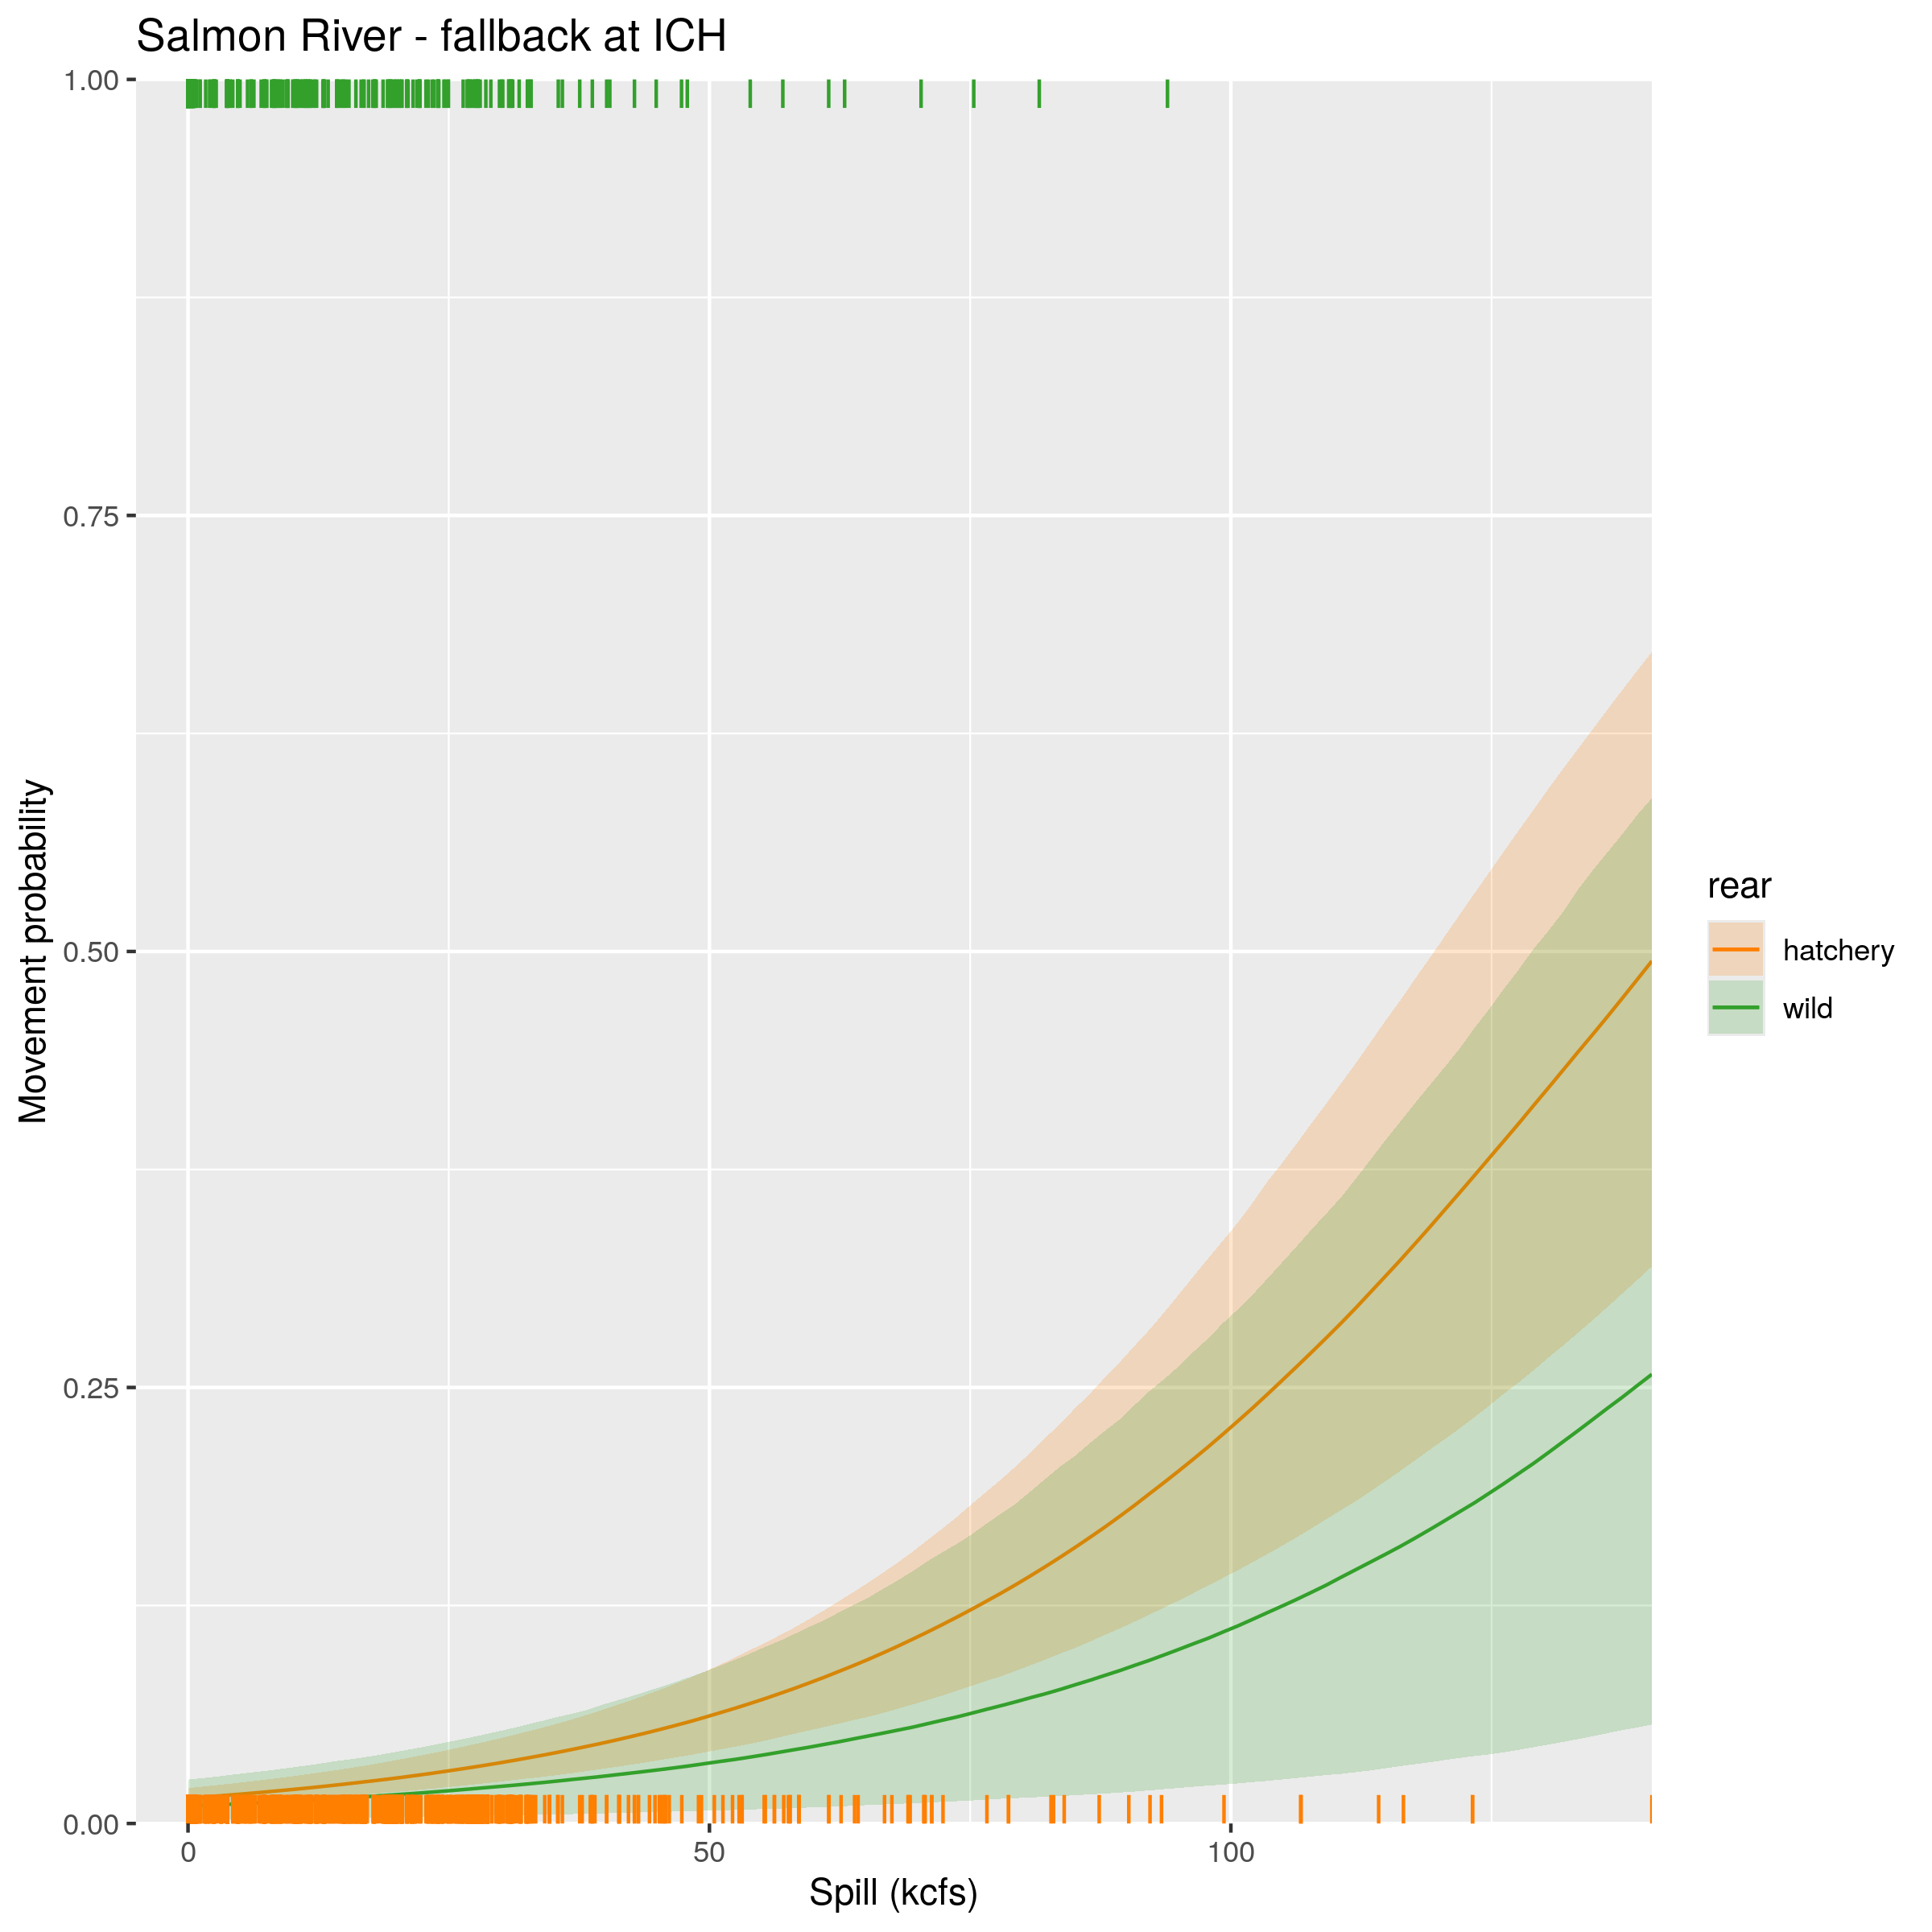 Salmon River - fallback at ICH
1.00
0.75
0.50
0.25
0.00
Movement probability
0
50
100
Spill (kcfs)
rear
hatchery
wild